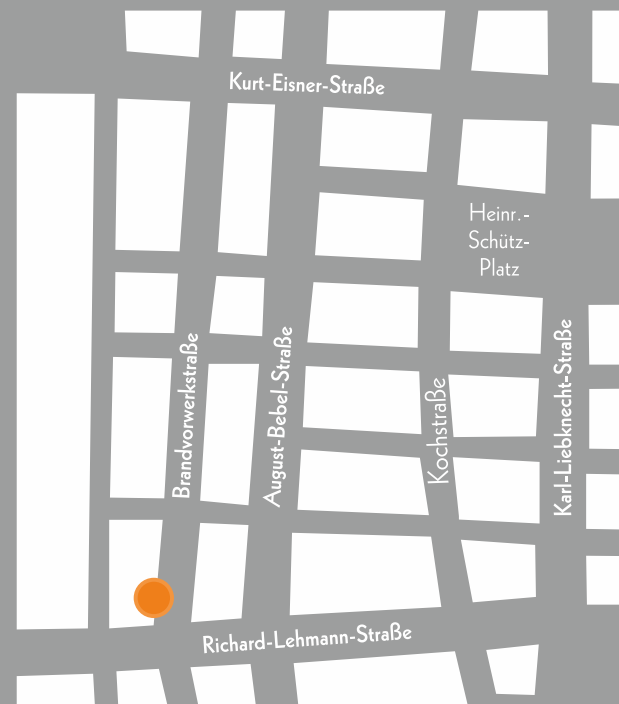 Kurt-Eisner-Straße
Heinr.-
Schütz-
Platz
Brandvorwerkstraße
August-Bebel-Straße
Kochstraße
Karl-Liebknecht-Straße
Richard-Lehmann-Straße